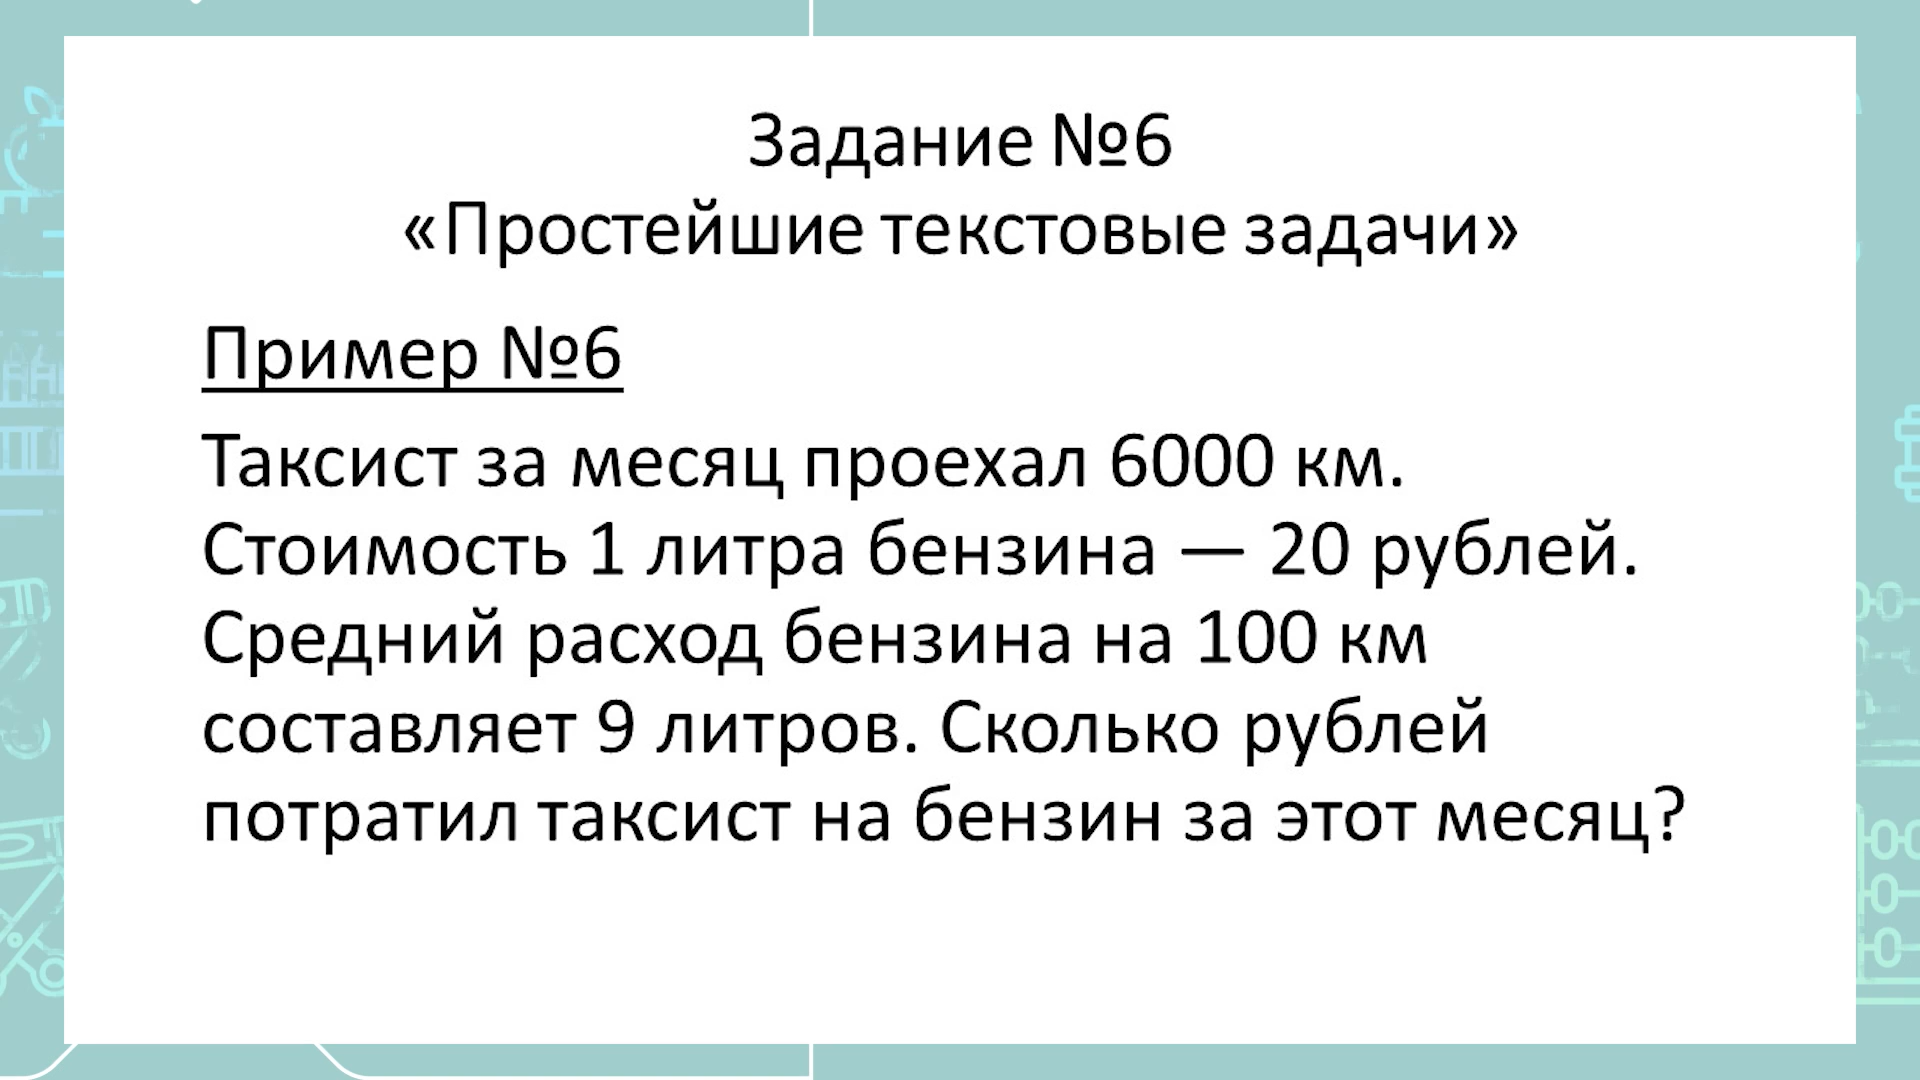 Задание №6
«Простейшие текстовые задачи»
Пример №6
Таксист за месяц проехал 6000 км.
Стоимость 1 литра бензина — 20 рублей.
Средний расход бензина на 100 км
составляет 9 литров. Сколько рублей
потратил таксист на бензин за этот месяц?